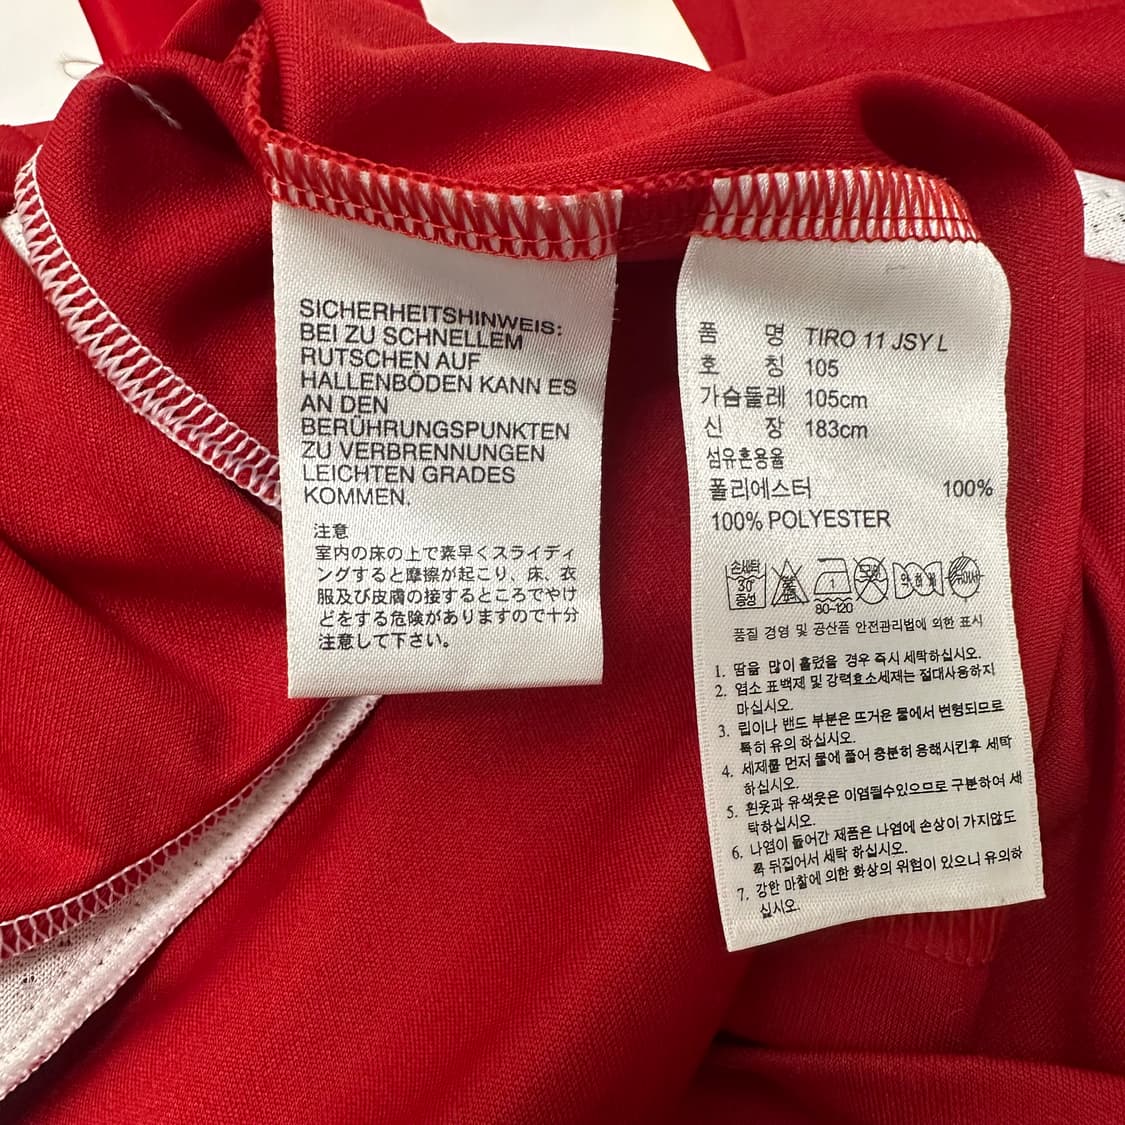 SICHERHEITSHINWEIS:
BEI ZU SCHNELLEM
RUTSCHEN AUF
HALLENBÖDEN KANN ES
AN DEN
BERÜHRUNGSPUNKTEN
ZU VERBRENNUNGEN
LEICHTEN GRADES
KOMMEN.
注意
室内の床の上で素早くスライディ
ングすると摩擦が起こり、床、衣
服及び皮膚の接するところでやけ
どをする危険がありますので十分
注意して下さい。
품 명 TIRO 11 JSY L
호 칭 105
가슴둘레 105cm
신 장 183cm
섬유혼용율
폴리에스터 100%
100% POLYESTER
손세탁
30°
중성
1
80-120
품질 경영 및 공산품 안전관리법에 의한 표시
1. 땀을 많이 흘렸을 경우 즉시 세탁하십시오.
2. 염소 표백제 및 강력효소세제는 절대사용하지
마십시오.
3. 립이나 밴드 부분은 뜨거운 물에서 변형되므로
특히 유의 하십시오.
4. 세제를 먼저 물에 풀어 충분히 용해시킨후 세탁
하십시오.
5. 흰옷과 유색옷은 이염될수있으므로 구분하여 세
탁하십시오.
6. 나염이 들어간 제품은 나염에 손상이 가지않도
록 뒤집어서 세탁 하십시오.
7. 강한 마찰에 의한 화상의 위험이 있으니 유의하
십시오.